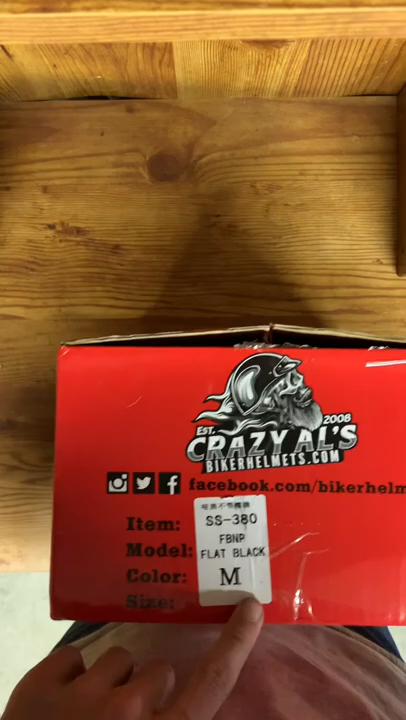 EST. 2008
CRAZY AL'S
BIKERHELMETS.COM
facebook.com/bikerhelm
Item: SS-380
Model: FBNP
FLAT BLACK
Color: M
Size: